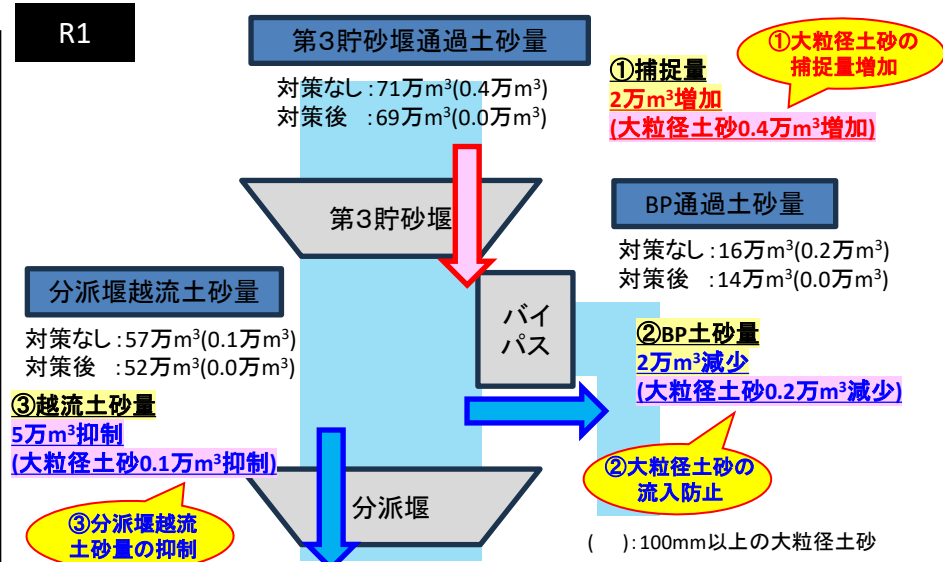 R1
第3貯砂堰通過土砂量
対策なし:71万m³(0.4万m³)
対策後 :69万m³(0.0万m³)
①捕捉量
2万m³増加
(大粒径土砂0.4万m³増加)
①大粒径土砂の
捕捉量増加
第3貯砂堰
BP通過土砂量
対策なし:16万m³(0.2万m³)
対策後 :14万m³(0.0万m³)
分派堰越流土砂量
対策なし:57万m³(0.1万m³)
対策後 :52万m³(0.0万m³)
バイ
パス
②BP土砂量
2万m³減少
(大粒径土砂0.2万m³減少)
③越流土砂量
5万m³抑制
(大粒径土砂0.1万m³抑制)
②大粒径土砂の
流入防止
分派堰
③分派堰越流
土砂量の抑制
( ):100mm以上の大粒径土砂